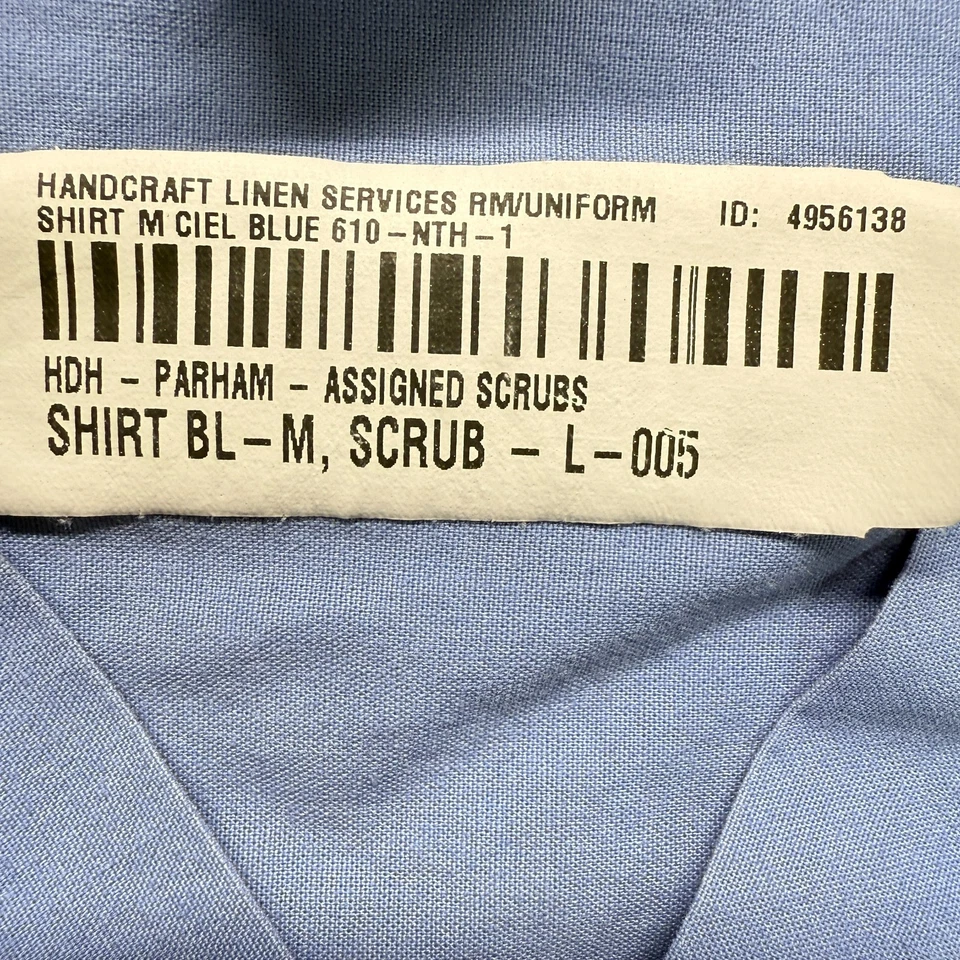 HANDCRAFT LINEN SERVICES RM/UNIFORM ID: 4956138
SHIRT M CIEL BLUE 610-NTH-1
HDH - PARHAM - ASSIGNED SCRUBS
SHIRT BL-M, SCRUB - L-005